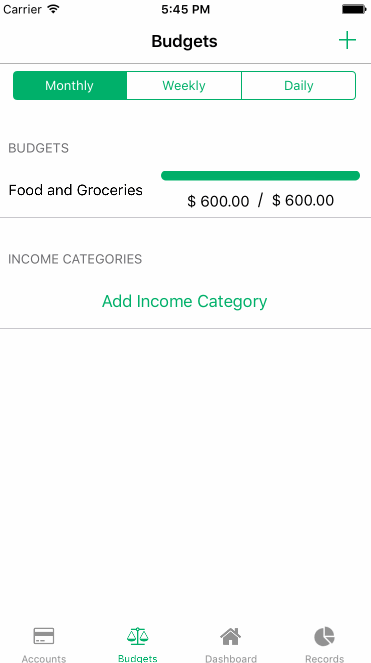 Carrier 5:45 PM
Budgets +
Monthly Weekly Daily
BUDGETS
Food and Groceries
$ 600.00 / $ 600.00
INCOME CATEGORIES
Add Income Category
Accounts Budgets Dashboard Records